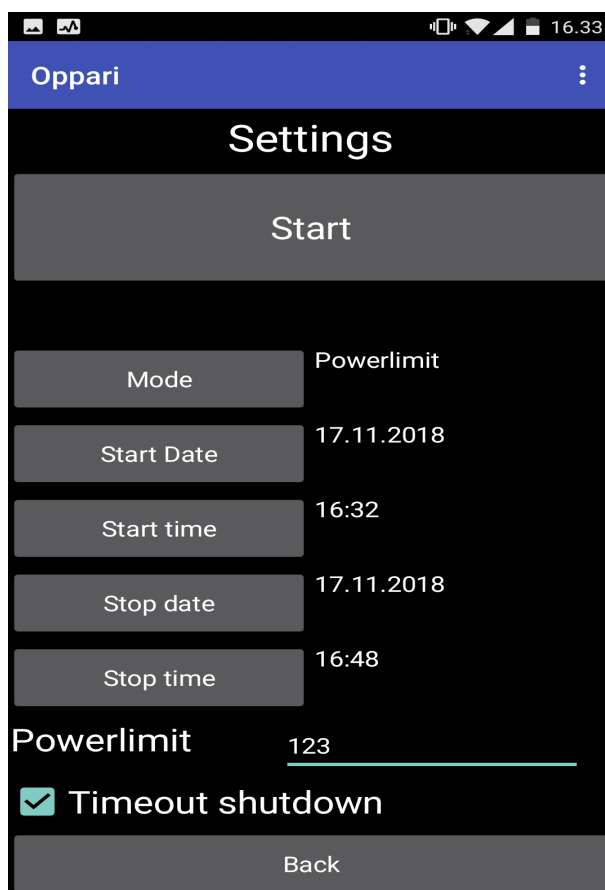 16.33
Oppari
Settings
Start
Mode Powerlimit
Start Date 17.11.2018
Start time 16:32
Stop date 17.11.2018
Stop time 16:48
Powerlimit 123
Timeout shutdown
Back